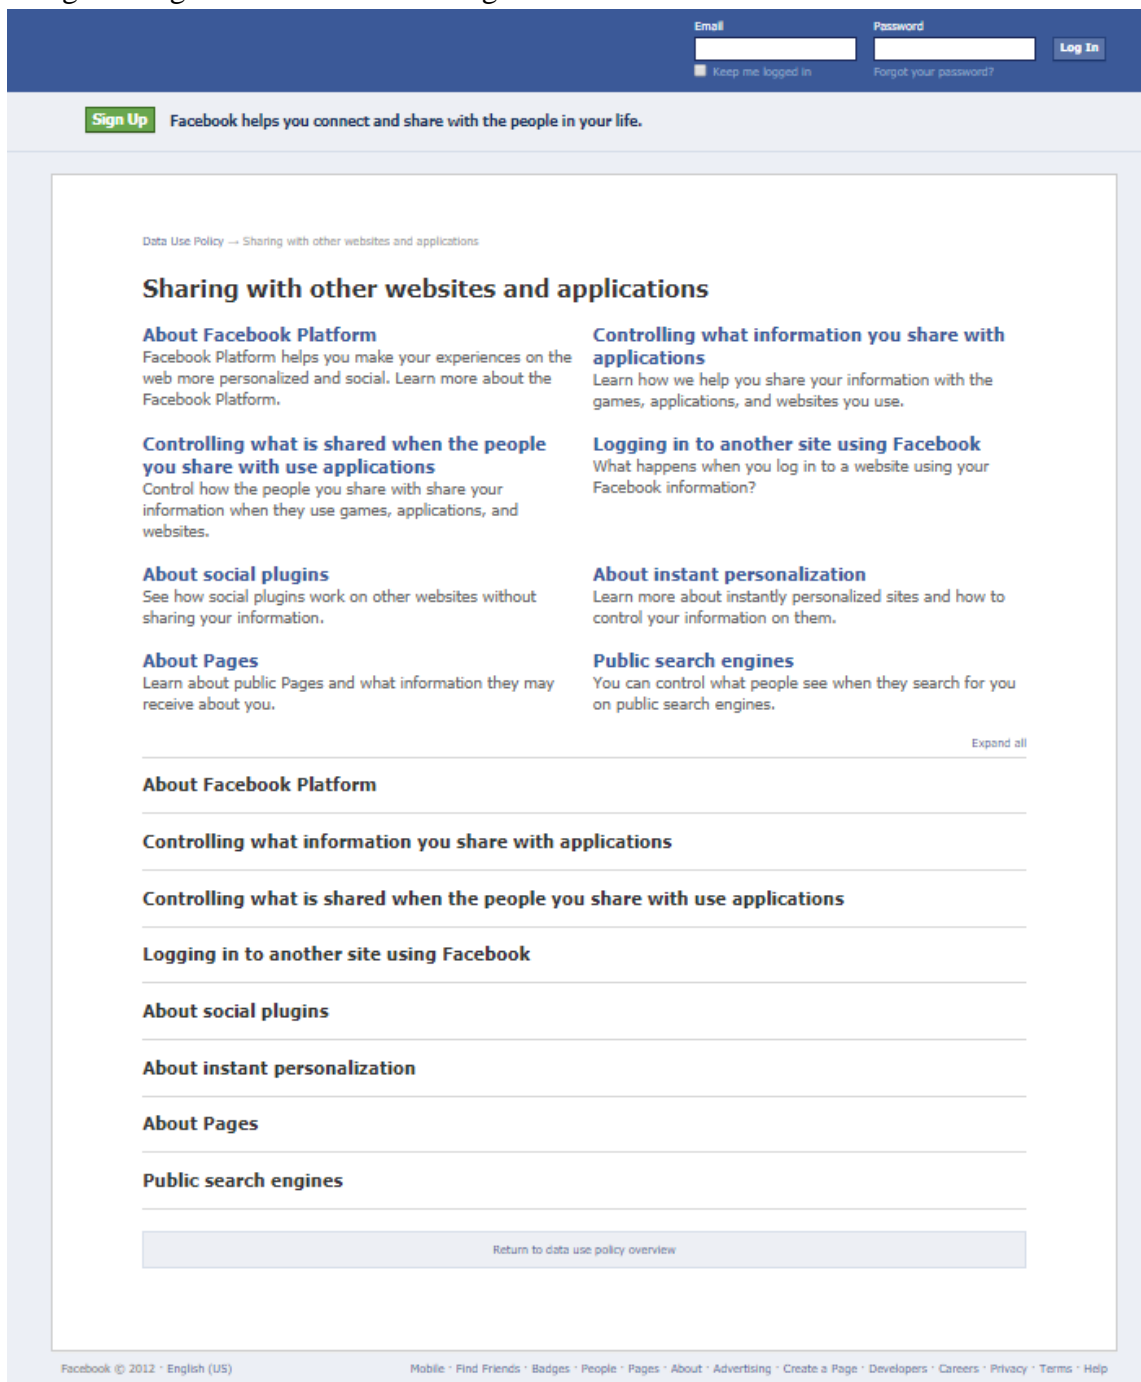 Email
Password
Log In
Keep me logged in
Forgot your password?
Sign Up
Facebook helps you connect and share with the people in your life.
Data Use Policy → Sharing with other websites and applications
Sharing with other websites and applications
About Facebook Platform
Facebook Platform helps you make your experiences on the
web more personalized and social. Learn more about the
Facebook Platform.
Controlling what information you share with
applications
Learn how we help you share your information with the
games, applications, and websites you use.
Controlling what is shared when the people
you share with use applications
Control how the people you share with share your
information when they use games, applications, and
websites.
Logging in to another site using Facebook
What happens when you log in to a website using your
Facebook information?
About social plugins
See how social plugins work on other websites without
sharing your information.
About instant personalization
Learn more about instantly personalized sites and how to
control your information on them.
About Pages
Learn about public Pages and what information they may
receive about you.
Public search engines
You can control what people see when they search for you
on public search engines.
Expand all
About Facebook Platform
Controlling what information you share with applications
Controlling what is shared when the people you share with use applications
Logging in to another site using Facebook
About social plugins
About instant personalization
About Pages
Public search engines
Return to data use policy overview
Facebook © 2012 · English (US)
Mobile · Find Friends · Badges · People · Pages · About · Advertising · Create a Page · Developers · Careers · Privacy · Terms · Help